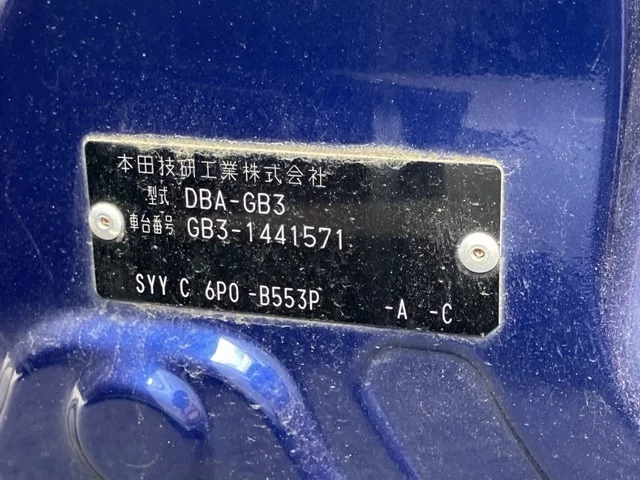 本田技研工業株式会社
型式 DBA-GB3
車台番号 GB3-1441571
SYY C 6P0 -B553P -A -C